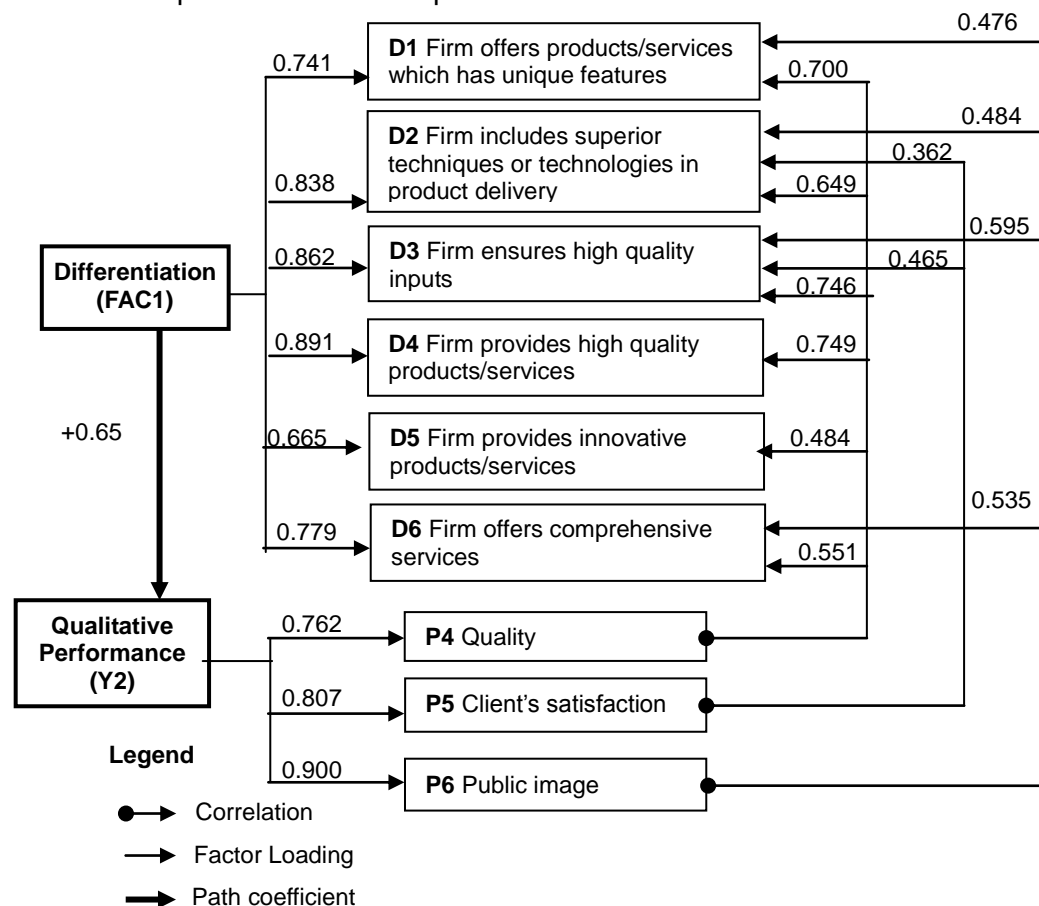 0.476
D1 Firm offers products/services
which has unique features
0.741
0.700
0.484
D2 Firm includes superior
techniques or technologies in
product delivery
0.362
0.838
0.649
0.595
D3 Firm ensures high quality
inputs
0.862
0.465
0.746
Differentiation
(FAC1)
D4 Firm provides high quality
products/services
0.891
0.749
+0.65
D5 Firm provides innovative
products/services
0.665
0.484
0.535
D6 Firm offers comprehensive
services
0.779
0.551
Qualitative
Performance
(Y2)
0.762
P4 Quality
0.807
P5 Client's satisfaction
0.900
P6 Public image
Legend
Correlation
Factor Loading
Path coefficient